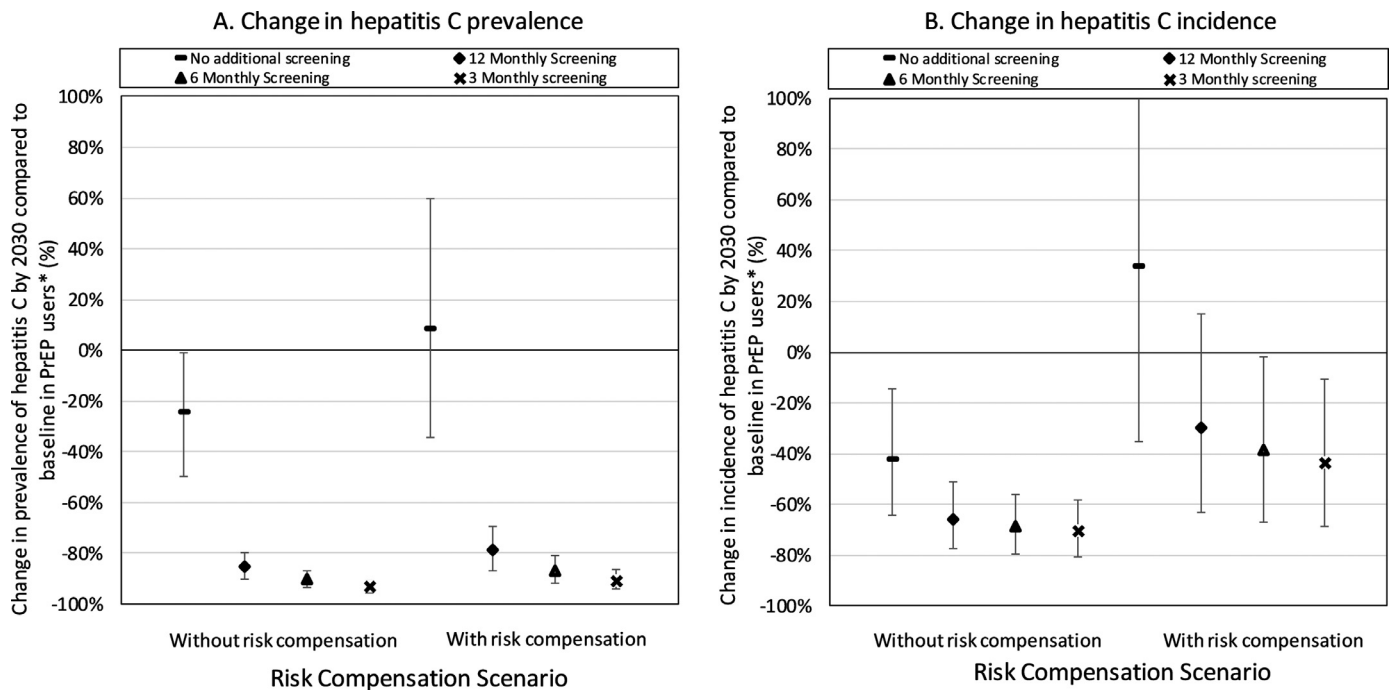 A. Change in hepatitis C prevalence
No additional screening
12 Monthly Screening
6 Monthly Screening
3 Monthly screening
Change in prevalence of hepatitis C by 2030 compared to
baseline in PrEP users* (%)
100%
80%
60%
40%
20%
0%
-20%
-40%
-60%
-80%
-100%
Without risk compensation
With risk compensation
Risk Compensation Scenario
B. Change in hepatitis C incidence
No additional screening
12 Monthly Screening
6 Monthly Screening
3 Monthly screening
Change in incidence of hepatitis C by 2030 compared to
baseline in PrEP users* (%)
100%
80%
60%
40%
20%
0%
-20%
-40%
-60%
-80%
-100%
Without risk compensation
With risk compensation
Risk Compensation Scenario